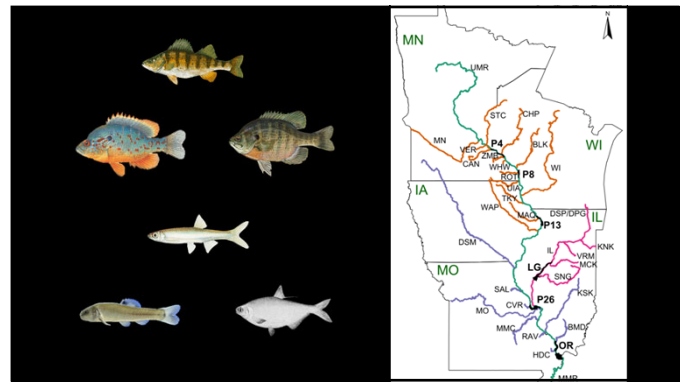 N
MN
UMR
STC
CHP
MN
VER
P4
BLK
ZMB
CAN
WHW
WI
WI
ROT
P8
UIA
IA
TKY
WAP
MAQ
DSP/DPG
IL
P13
DSM
IL
KNK
VRM
LG
MCK
MO
SNG
SAL
KSK
P26
CVR
MO
MMC
BMD
RAV
OR
HDC
MMR